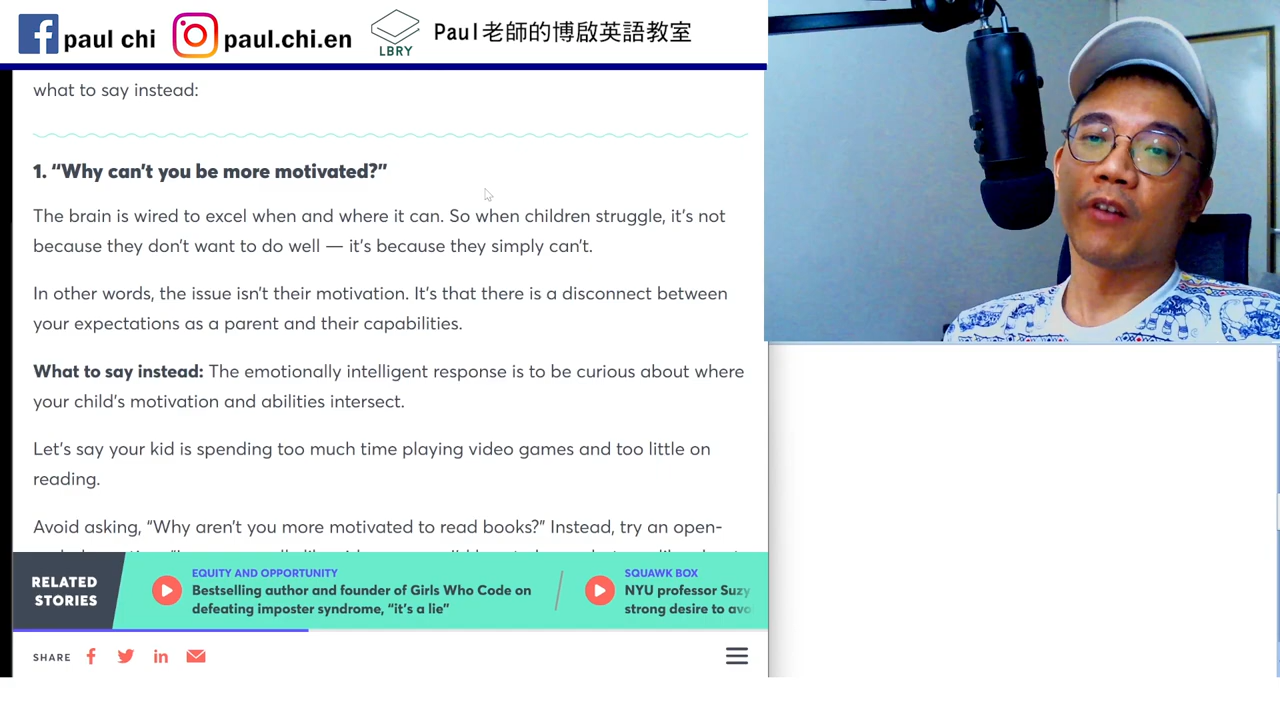 paul chi
paul.chi.en
LBRY
Paul老師的博啟英語教室
what to say instead:
1. “Why can’t you be more motivated?”
The brain is wired to excel when and where it can. So when children struggle, it’s not
because they don’t want to do well — it’s because they simply can’t.
In other words, the issue isn’t their motivation. It’s that there is a disconnect between
your expectations as a parent and their capabilities.
What to say instead: The emotionally intelligent response is to be curious about where
your child’s motivation and abilities intersect.
Let’s say your kid is spending too much time playing video games and too little on
reading.
Avoid asking, “Why aren’t you more motivated to read books?” Instead, try an open-
RELATED
STORIES
EQUITY AND OPPORTUNITY
Bestselling author and founder of Girls Who Code on
defeating imposter syndrome, “it’s a lie”
SQUAWK BOX
NYU professor Suzy
strong desire to avo
SHARE